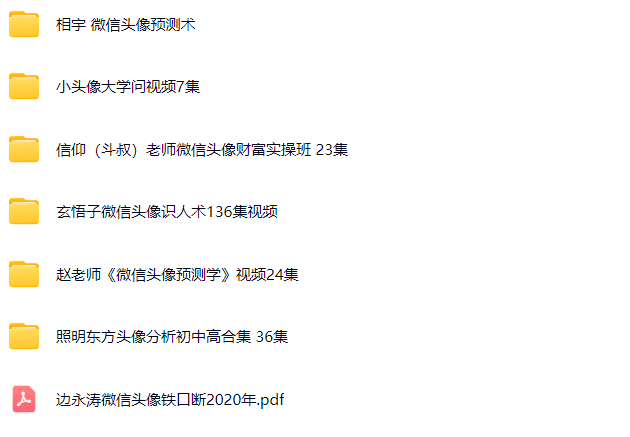 相宇 微信头像预测术
小头像大学问视频7集
信仰（斗叔）老师微信头像财富实操班 23集
玄悟子微信头像识人术136集视频
赵老师《微信头像预测学》视频24集
照明东方头像分析初中高合集 36集
边永涛微信头像铁口断2020年.pdf